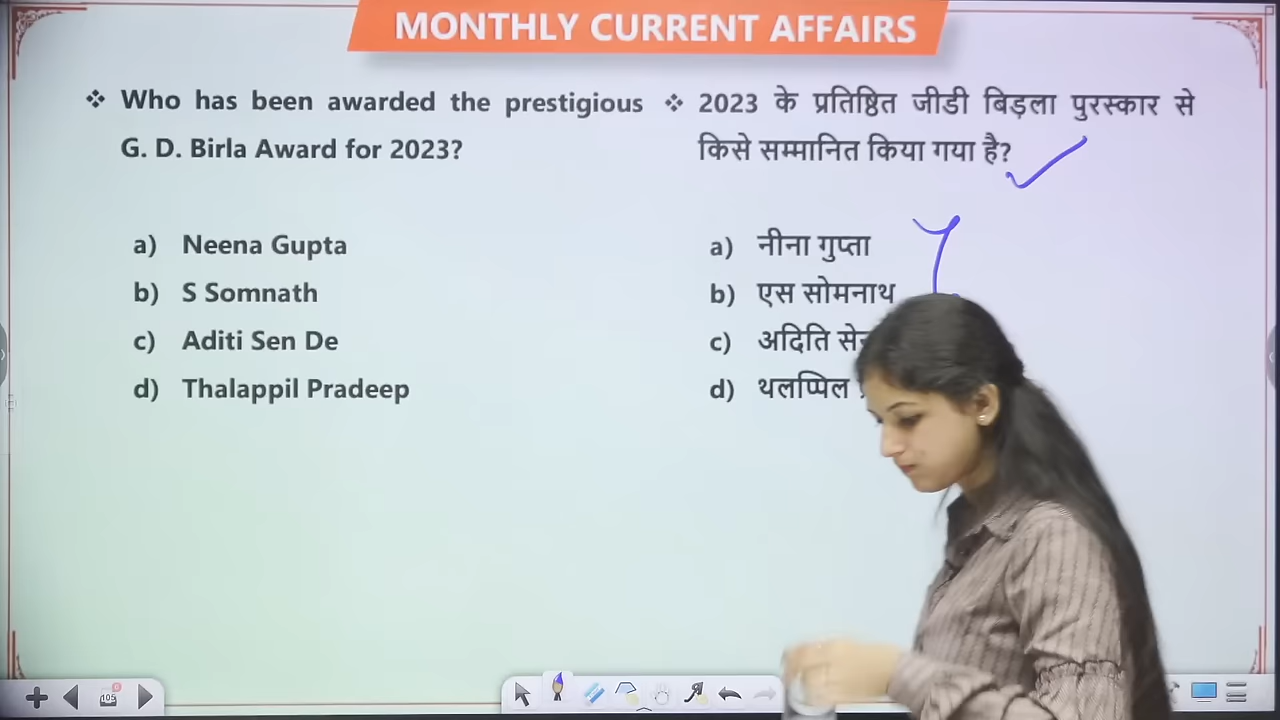 MONTHLY CURRENT AFFAIRS
❖ Who has been awarded the prestigious
G. D. Birla Award for 2023?
a) Neena Gupta
b) S Somnath
c) Aditi Sen De
d) Thalappil Pradeep
❖ 2023 के प्रतिष्ठित जीडी बिड़ला पुरस्कार से
किसे सम्मानित किया गया है?
a) नीना गुप्ता
b) एस सोमनाथ
c) अदिति
d) थलप्पिल
105